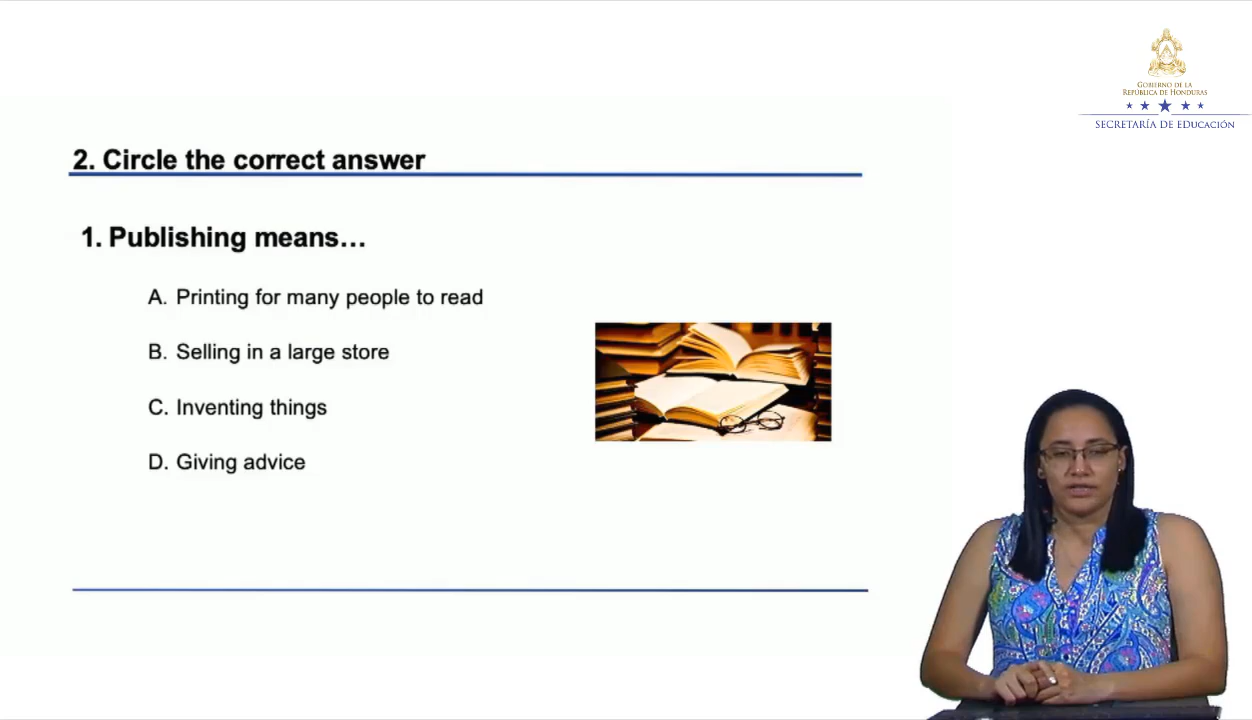 GOBIERNO DE LA
REPÚBLICA DE HONDURAS
SECRETARÍA DE EDUCACIÓN
2. Circle the correct answer
1. Publishing means...
A. Printing for many people to read
B. Selling in a large store
C. Inventing things
D. Giving advice